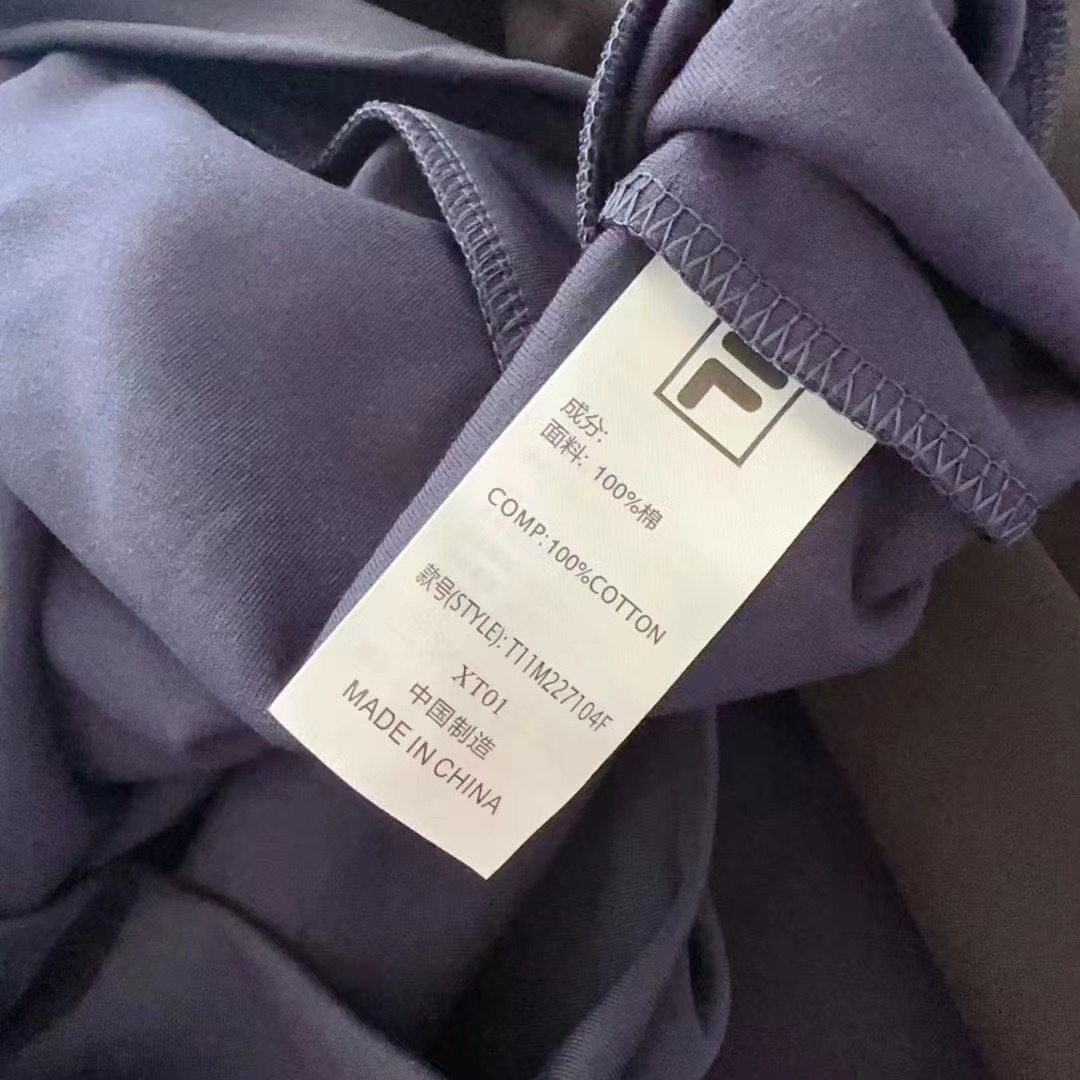 F
成分:
面料: 100%棉
COMP:100%COTTON
款号(STYLE): T11M227104F
XT01
中国制造
MADE IN CHINA